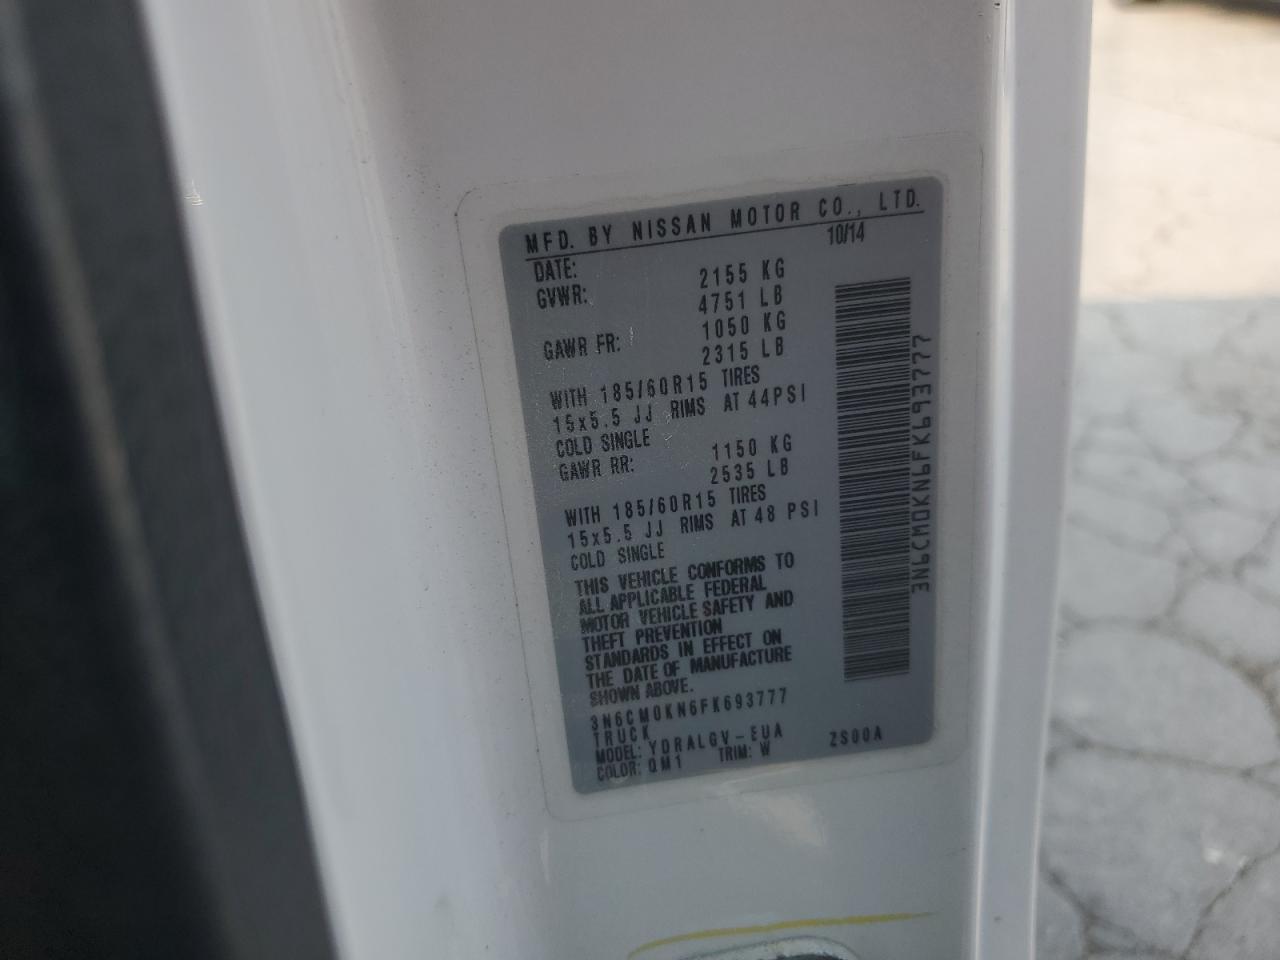 MFD. BY NISSAN MOTOR CO., LTD.
DATE: 10/14
GVWR: 2155 KG
4751 LB
GAWR FR: 1050 KG
2315 LB
WITH 185/60R15 TIRES
15x5.5 JJ RIMS AT 44PSI
COLD SINGLE
GAWR RR: 1150 KG
2535 LB
WITH 185/60R15 TIRES
15x5.5 JJ RIMS AT 48 PSI
COLD SINGLE
THIS VEHICLE CONFORMS TO
ALL APPLICABLE FEDERAL
MOTOR VEHICLE SAFETY AND
THEFT PREVENTION
STANDARDS IN EFFECT ON
THE DATE OF MANUFACTURE
SHOWN ABOVE.
3N6CM0KN6FK693777
TRUCK
MODEL: YDRALGV-EUA 2S00A
COLOR: QM1 TRIM: W
3N6CM0KN6FK693777